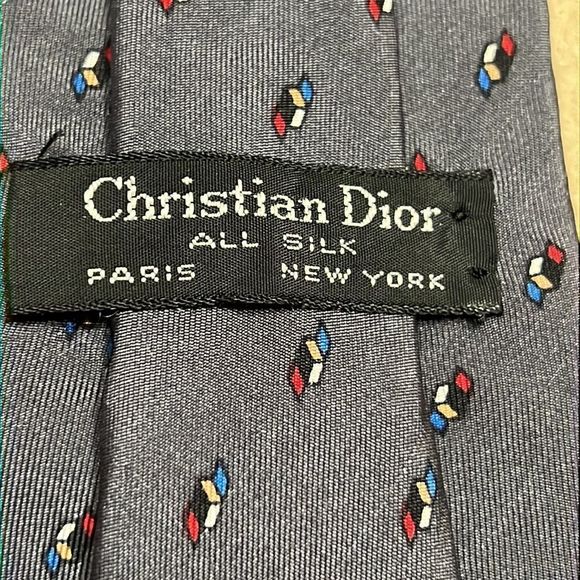 Christian Dior
ALL SILK
PARIS NEW YORK